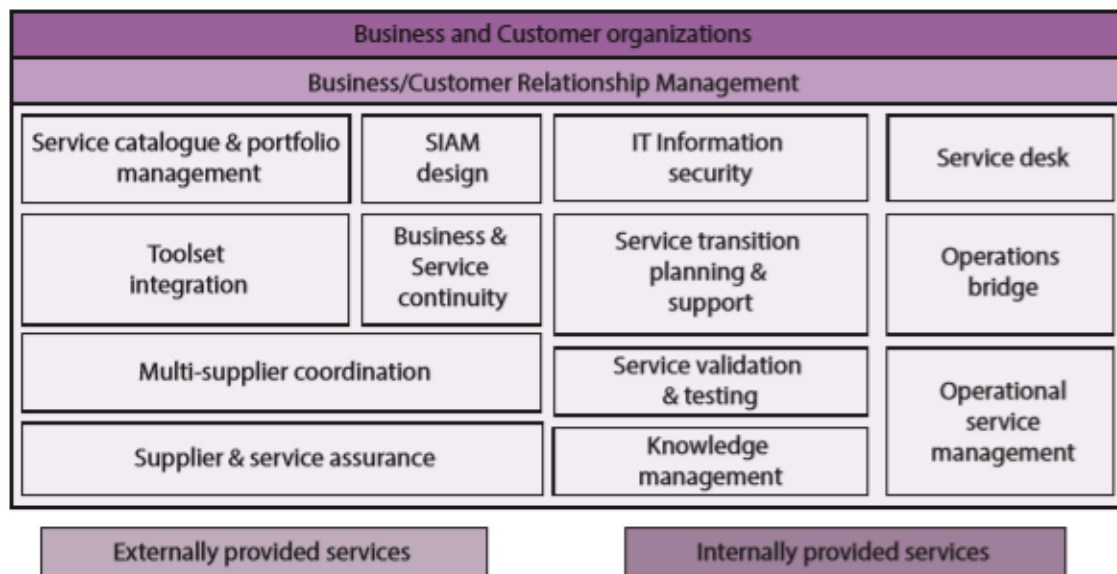 Business and Customer organizations
Business/Customer Relationship Management
Service catalogue & portfolio
management
SIAM
design
IT Information
security
Service desk
Toolset
integration
Business &
Service
continuity
Service transition
planning &
support
Operations
bridge
Multi-supplier coordination
Service validation
& testing
Operational
service
management
Supplier & service assurance
Knowledge
management
Externally provided services
Internally provided services